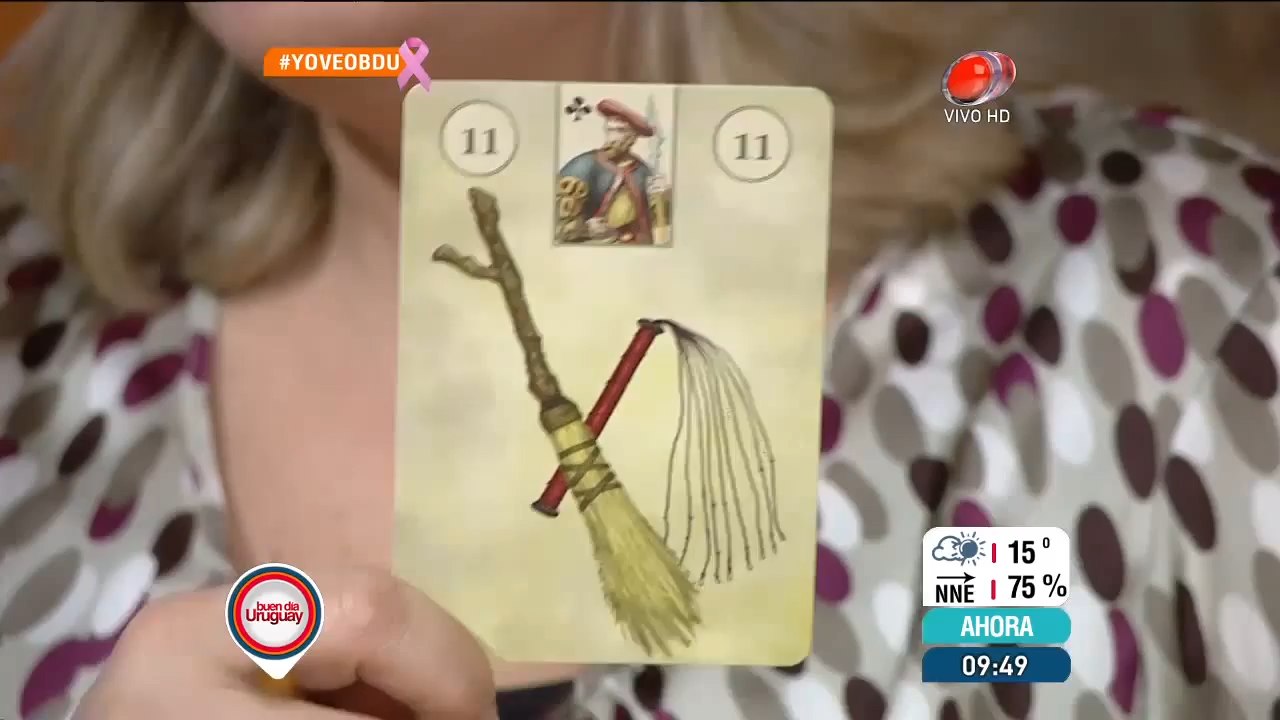 #YOVEOBDU
VIVO HD
11
11
buen día
Uruguay
15°
NNE
75 %
AHORA
09:49